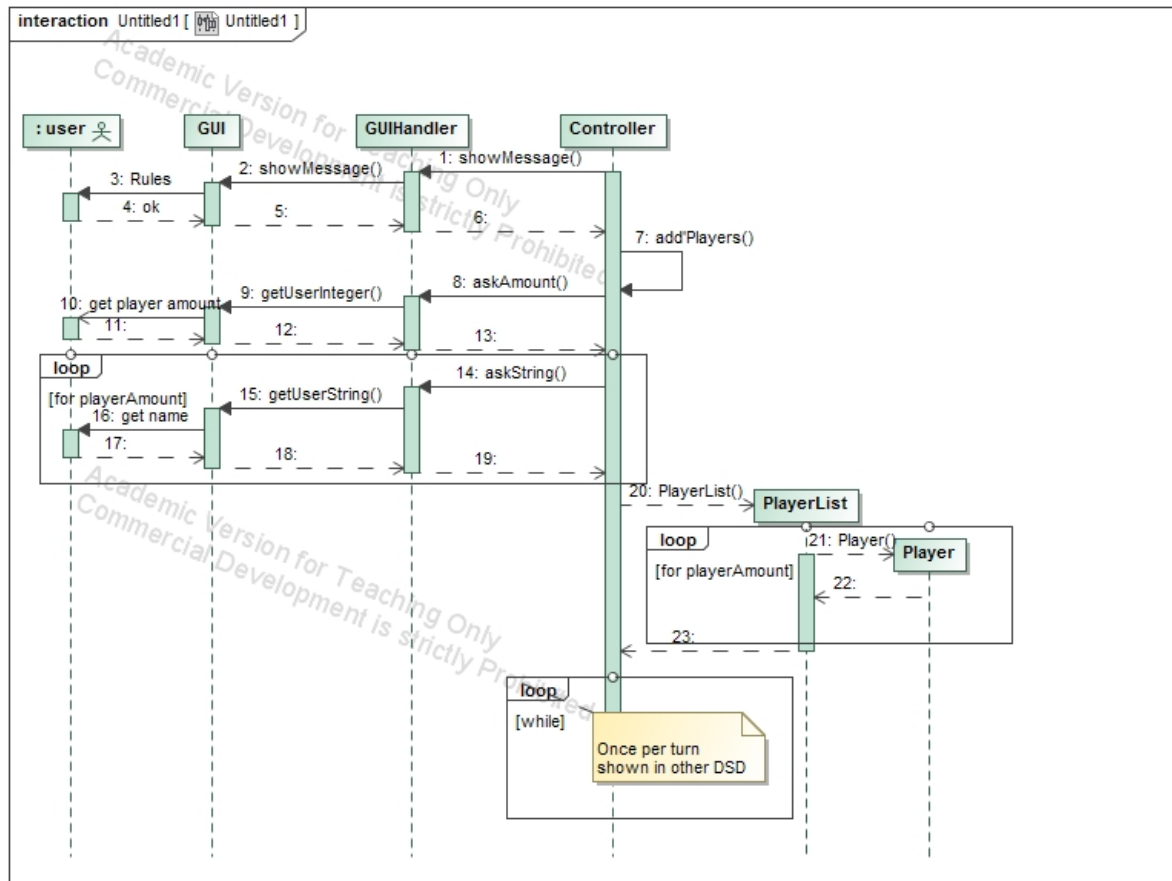 interaction Untitled1 [ Untitled1 ]
Academic Version for Teaching Only
Commercial Development is strictly Prohibited
: user
GUI
GUIHandler
Controller
1: showMessage()
2: showMessage()
3: Rules
4: ok
5:
6:
7: addPlayers()
8: askAmount()
9: getUserInteger()
10: get player amount
11:
12:
13:
loop
[for playerAmount]
14: askString()
15: getUserString()
16: get name
17:
18:
19:
Academic Version for Teaching Only
Commercial Development is strictly Prohibited
20: PlayerList()
PlayerList
loop
[for playerAmount]
21: Player()
Player
22:
23:
loop
[while]
Once per turn
shown in other DSD